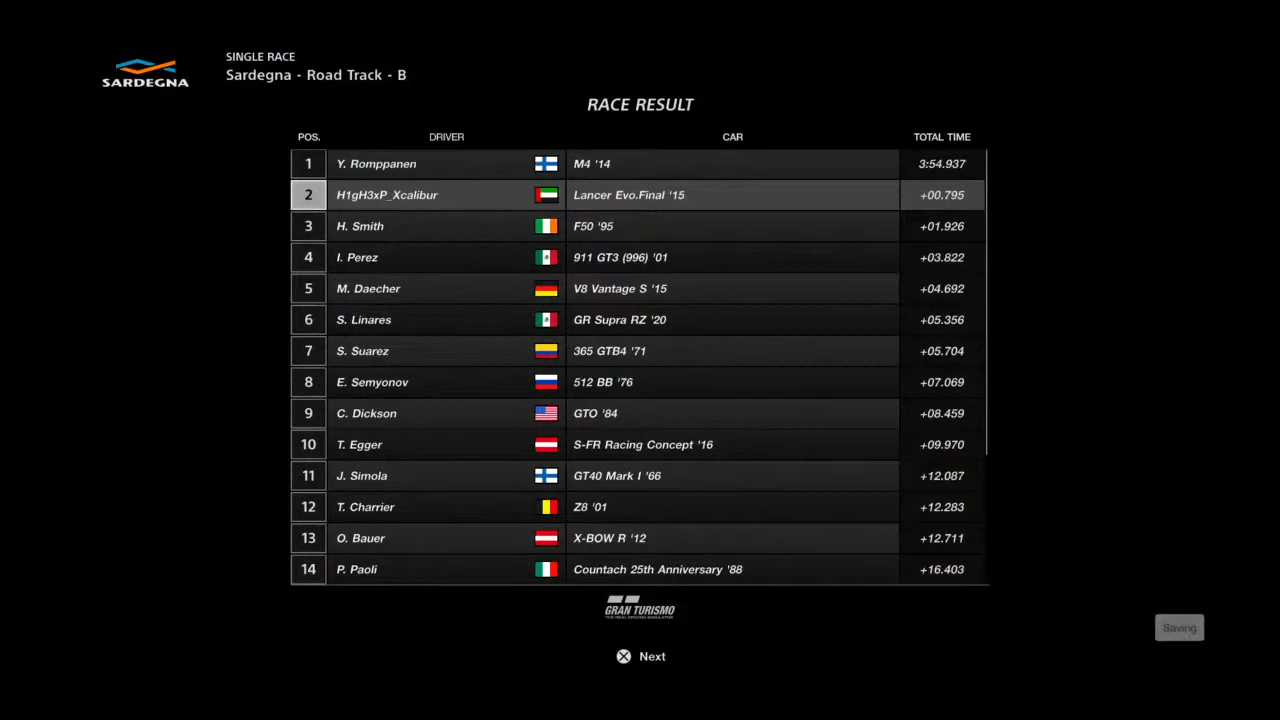 SINGLE RACE
Sardegna - Road Track - B
SARDEGNA
RACE RESULT
POS. DRIVER CAR TOTAL TIME
1 Y. Romppanen M4 '14 3:54.937
2 H1gH3xP_Xcalibur Lancer Evo.Final '15 +00.795
3 H. Smith F50 '95 +01.926
4 I. Perez 911 GT3 (996) '01 +03.822
5 M. Daecher V8 Vantage S '15 +04.692
6 S. Linares GR Supra RZ '20 +05.356
7 S. Suarez 365 GTB4 '71 +05.704
8 E. Semyonov 512 BB '76 +07.069
9 C. Dickson GTO '84 +08.459
10 T. Egger S-FR Racing Concept '16 +09.970
11 J. Simola GT40 Mark I '66 +12.087
12 T. Charrier Z8 '01 +12.283
13 O. Bauer X-BOW R '12 +12.711
14 P. Paoli Countach 25th Anniversary '88 +16.403
GRAN TURISMO
THE REAL DRIVING SIMULATOR
Saving
Next